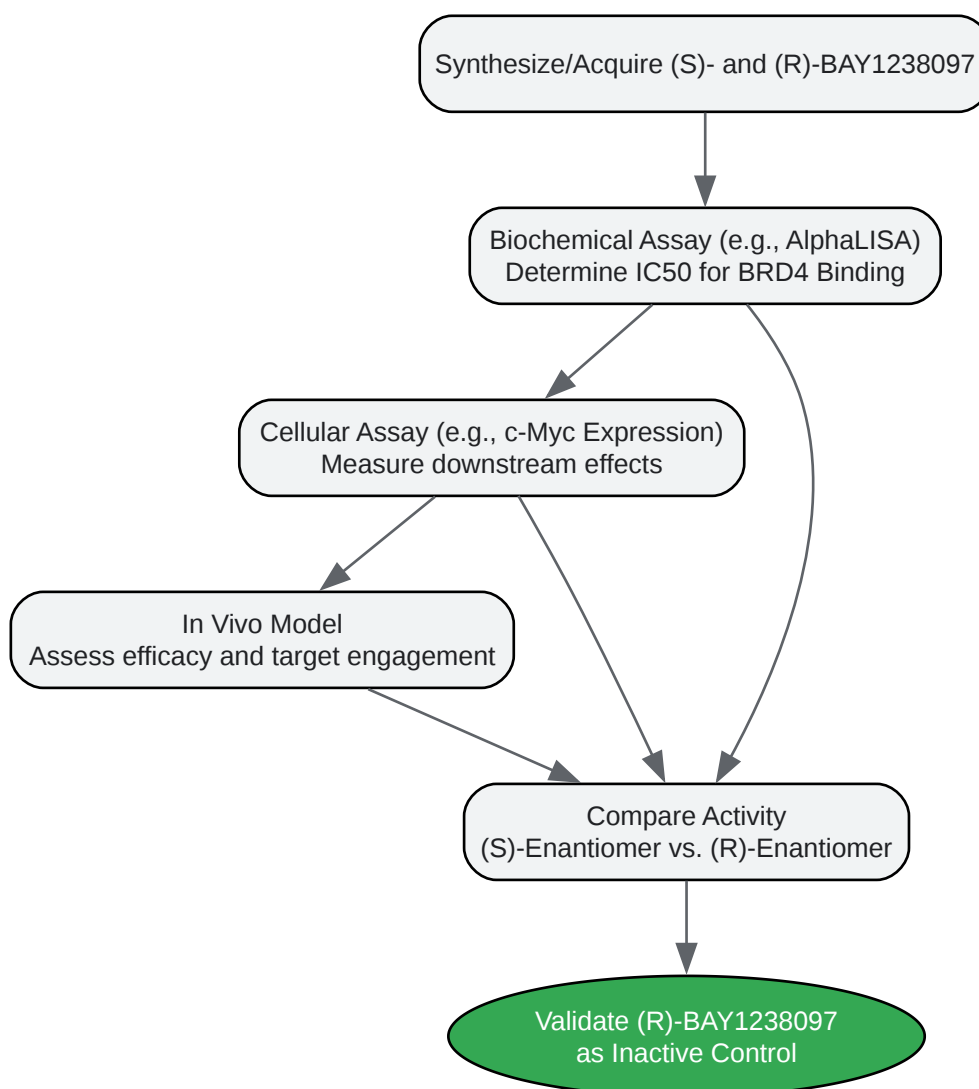 Synthesize/Acquire (S)- and (R)-BAY1238097
Biochemical Assay (e.g., AlphaLISA)
Determine IC50 for BRD4 Binding
Cellular Assay (e.g., c-Myc Expression)
Measure downstream effects
In Vivo Model
Assess efficacy and target engagement
Compare Activity
(S)-Enantiomer vs. (R)-Enantiomer
Validate (R)-BAY1238097
as Inactive Control